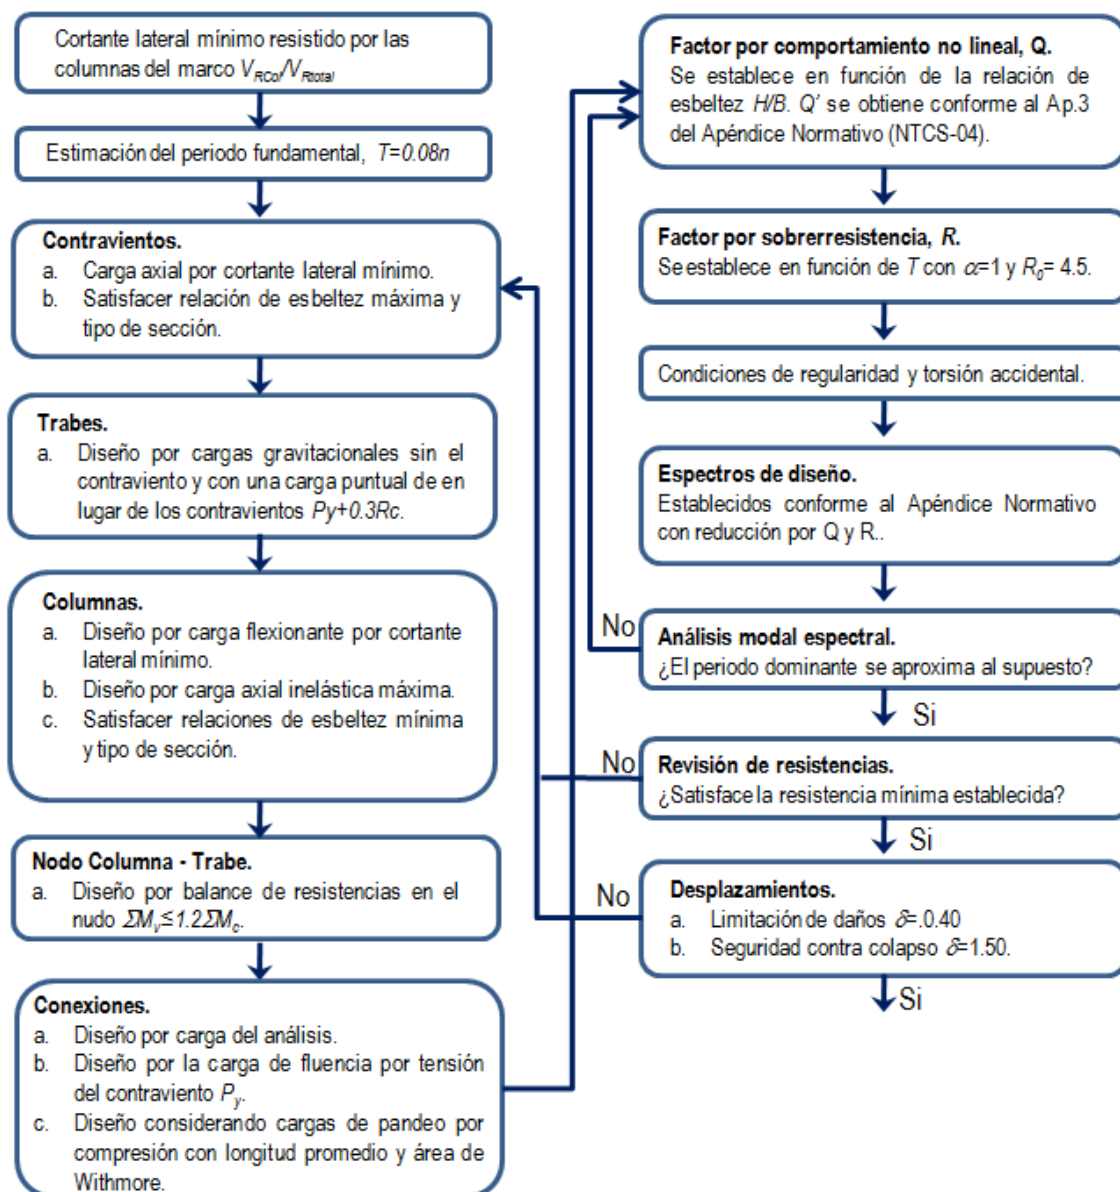 Cortante lateral mínimo resistido por las
columnas del marco V_RCol/V_Rtotal
Estimación del periodo fundamental, T=0.08n
Contravientos.
a. Carga axial por cortante lateral mínimo.
b. Satisfacer relación de esbeltez máxima y
tipo de sección.
Trabes.
a. Diseño por cargas gravitacionales sin el
contraviento y con una carga puntual de en
lugar de los contravientos Py+0.3Rc.
Columnas.
a. Diseño por carga flexionante por cortante
lateral mínimo.
b. Diseño por carga axial inelástica máxima.
c. Satisfacer relaciones de esbeltez mínima
y tipo de sección.
Nodo Columna - Trabe.
a. Diseño por balance de resistencias en el
nudo ΣM_v≤1.2ΣM_c.
Conexiones.
a. Diseño por carga del análisis.
b. Diseño por la carga de fluencia por tensión
del contraviento P_y.
c. Diseño considerando cargas de pandeo por
compresión con longitud promedio y área de
Withmore.
Factor por comportamiento no lineal, Q.
Se establece en función de la relación de
esbeltez H/B. Q' se obtiene conforme al Ap.3
del Apéndice Normativo (NTCS-04).
Factor por sobrerresistencia, R.
Se establece en función de T con α=1 y R_0= 4.5.
Condiciones de regularidad y torsión accidental.
Espectros de diseño.
Establecidos conforme al Apéndice Normativo
con reducción por Q y R..
No
Análisis modal espectral.
¿El periodo dominante se aproxima al supuesto?
Si
No
Revisión de resistencias.
¿Satisface la resistencia mínima establecida?
Si
No
Desplazamientos.
a. Limitación de daños δ=.0.40
b. Seguridad contra colapso δ=1.50.
Si